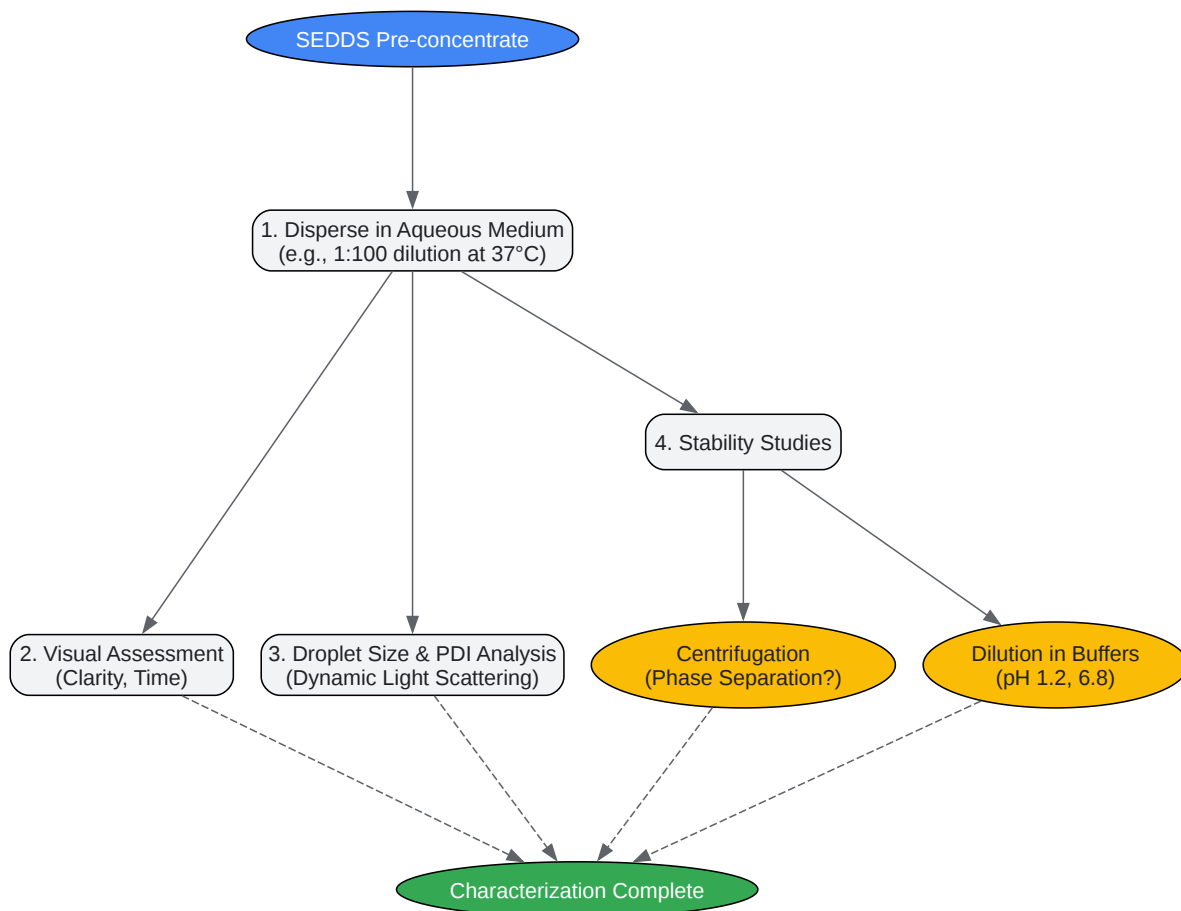 SEDDS Pre-concentrate
1. Disperse in Aqueous Medium
(e.g., 1:100 dilution at 37°C)
4. Stability Studies
2. Visual Assessment
(Clarity, Time)
3. Droplet Size & PDI Analysis
(Dynamic Light Scattering)
Centrifugation
(Phase Separation?)
Dilution in Buffers
(pH 1.2, 6.8)
Characterization Complete